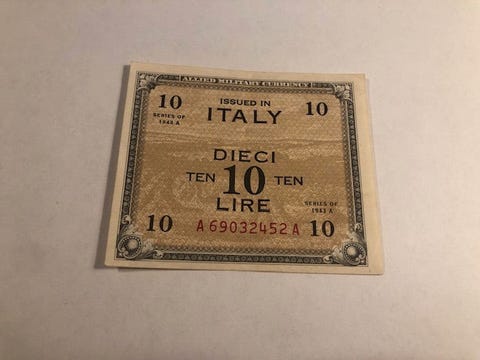 ALLIED MILITARY CURRENCY
10 ISSUED IN 10
SERIES OF
1943 A
ITALY
DIECI
TEN 10 TEN
LIRE
SERIES OF
1943 A
10 A69032452A 10